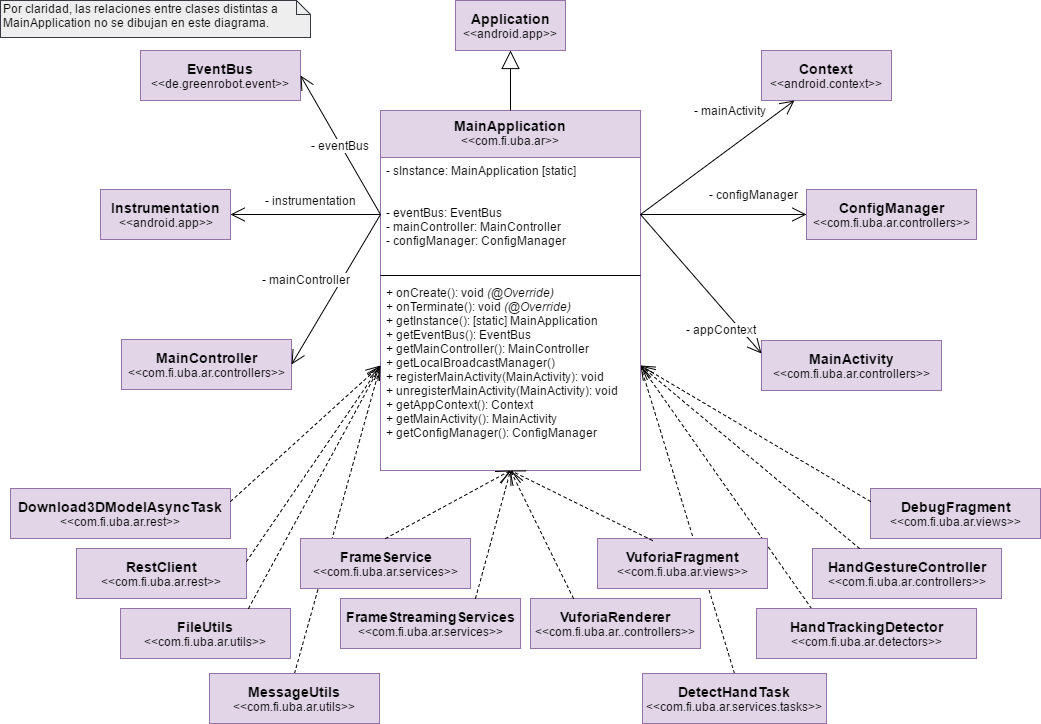 Por claridad, las relaciones entre clases distintas a
MainApplication no se dibujan en este diagrama.
Application
<<android.app>>
EventBus
<<de.greenrobot.event>>
Context
<<android.context>>
- mainActivity
- eventBus
MainApplication
<<com.fi.uba.ar>>
- sInstance: MainApplication [static]
- eventBus: EventBus
- mainController: MainController
- configManager: ConfigManager
+ onCreate(): void (@Override)
+ onTerminate(): void (@Override)
+ getInstance(): [static] MainApplication
+ getEventBus(): EventBus
+ getMainController(): MainController
+ getLocalBroadcastManager()
+ registerMainActivity(MainActivity): void
+ unregisterMainActivity(MainActivity): void
+ getAppContext(): Context
+ getMainActivity(): MainActivity
+ getConfigManager(): ConfigManager
- instrumentation
Instrumentation
<<android.app>>
- configManager
ConfigManager
<<com.fi.uba.ar.controllers>>
- mainController
MainController
<<com.fi.uba.ar.controllers>>
- appContext
MainActivity
<<com.fi.uba.ar.controllers>>
Download3DModelAsyncTask
<<com.fi.uba.ar.rest>>
DebugFragment
<<com.fi.uba.ar.views>>
RestClient
<<com.fi.uba.ar.rest>>
FrameService
<<com.fi.uba.ar.services>>
VuforiaFragment
<<com.fi.uba.ar.views>>
HandGestureController
<<com.fi.uba.ar.controllers>>
FileUtils
<<com.fi.uba.ar.utils>>
FrameStreamingServices
<<com.fi.uba.ar.services>>
VuforiaRenderer
<<com.fi.uba.ar..controllers>>
HandTrackingDetector
<<com.fi.uba.ar.detectors>>
MessageUtils
<<com.fi.uba.ar.utils>>
DetectHandTask
<<com.fi.uba.ar.services.tasks>>